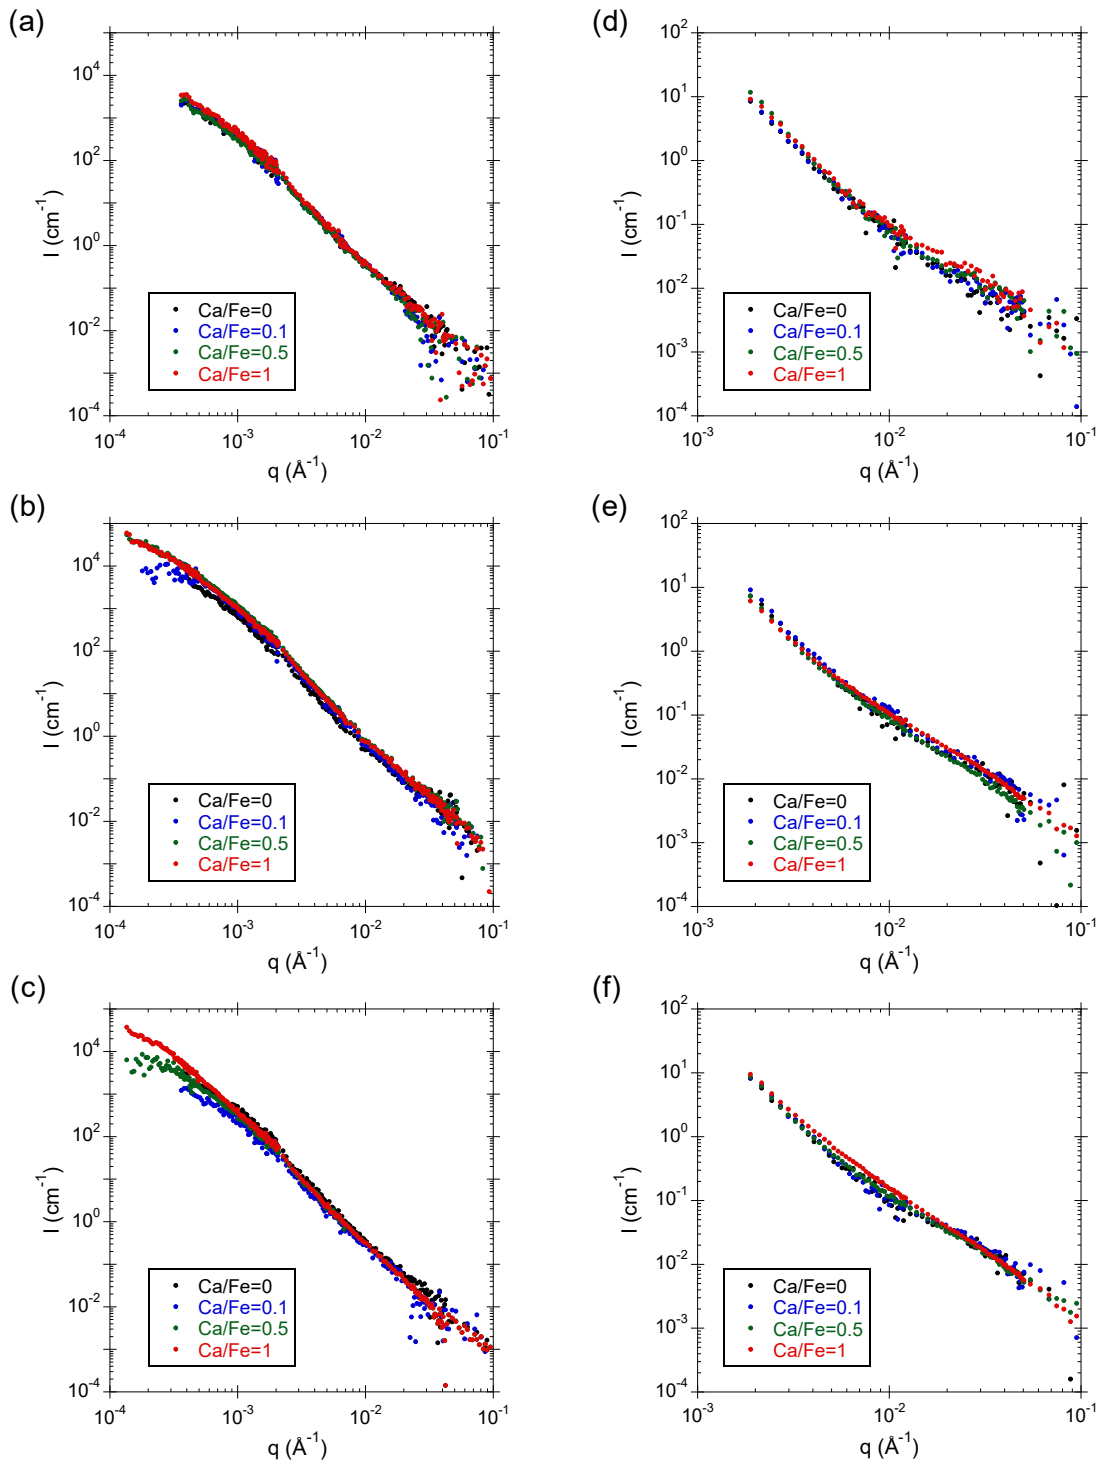 (a)
10^4
10^2
10^0
10^-2
10^-4
I (cm^-1)
Ca/Fe=0
Ca/Fe=0.1
Ca/Fe=0.5
Ca/Fe=1
10^-4 10^-3 10^-2 10^-1
q (Å^-1)
(d)
10^2
10^1
10^0
10^-1
10^-2
10^-3
10^-4
I (cm^-1)
Ca/Fe=0
Ca/Fe=0.1
Ca/Fe=0.5
Ca/Fe=1
10^-3 10^-2 10^-1
q (Å^-1)
(b)
10^4
10^2
10^0
10^-2
10^-4
I (cm^-1)
Ca/Fe=0
Ca/Fe=0.1
Ca/Fe=0.5
Ca/Fe=1
10^-4 10^-3 10^-2 10^-1
q (Å^-1)
(e)
10^2
10^1
10^0
10^-1
10^-2
10^-3
10^-4
I (cm^-1)
Ca/Fe=0
Ca/Fe=0.1
Ca/Fe=0.5
Ca/Fe=1
10^-3 10^-2 10^-1
q (Å^-1)
(c)
10^4
10^2
10^0
10^-2
10^-4
I (cm^-1)
Ca/Fe=0
Ca/Fe=0.1
Ca/Fe=0.5
Ca/Fe=1
10^-4 10^-3 10^-2 10^-1
q (Å^-1)
(f)
10^2
10^1
10^0
10^-1
10^-2
10^-3
10^-4
I (cm^-1)
Ca/Fe=0
Ca/Fe=0.1
Ca/Fe=0.5
Ca/Fe=1
10^-3 10^-2 10^-1
q (Å^-1)